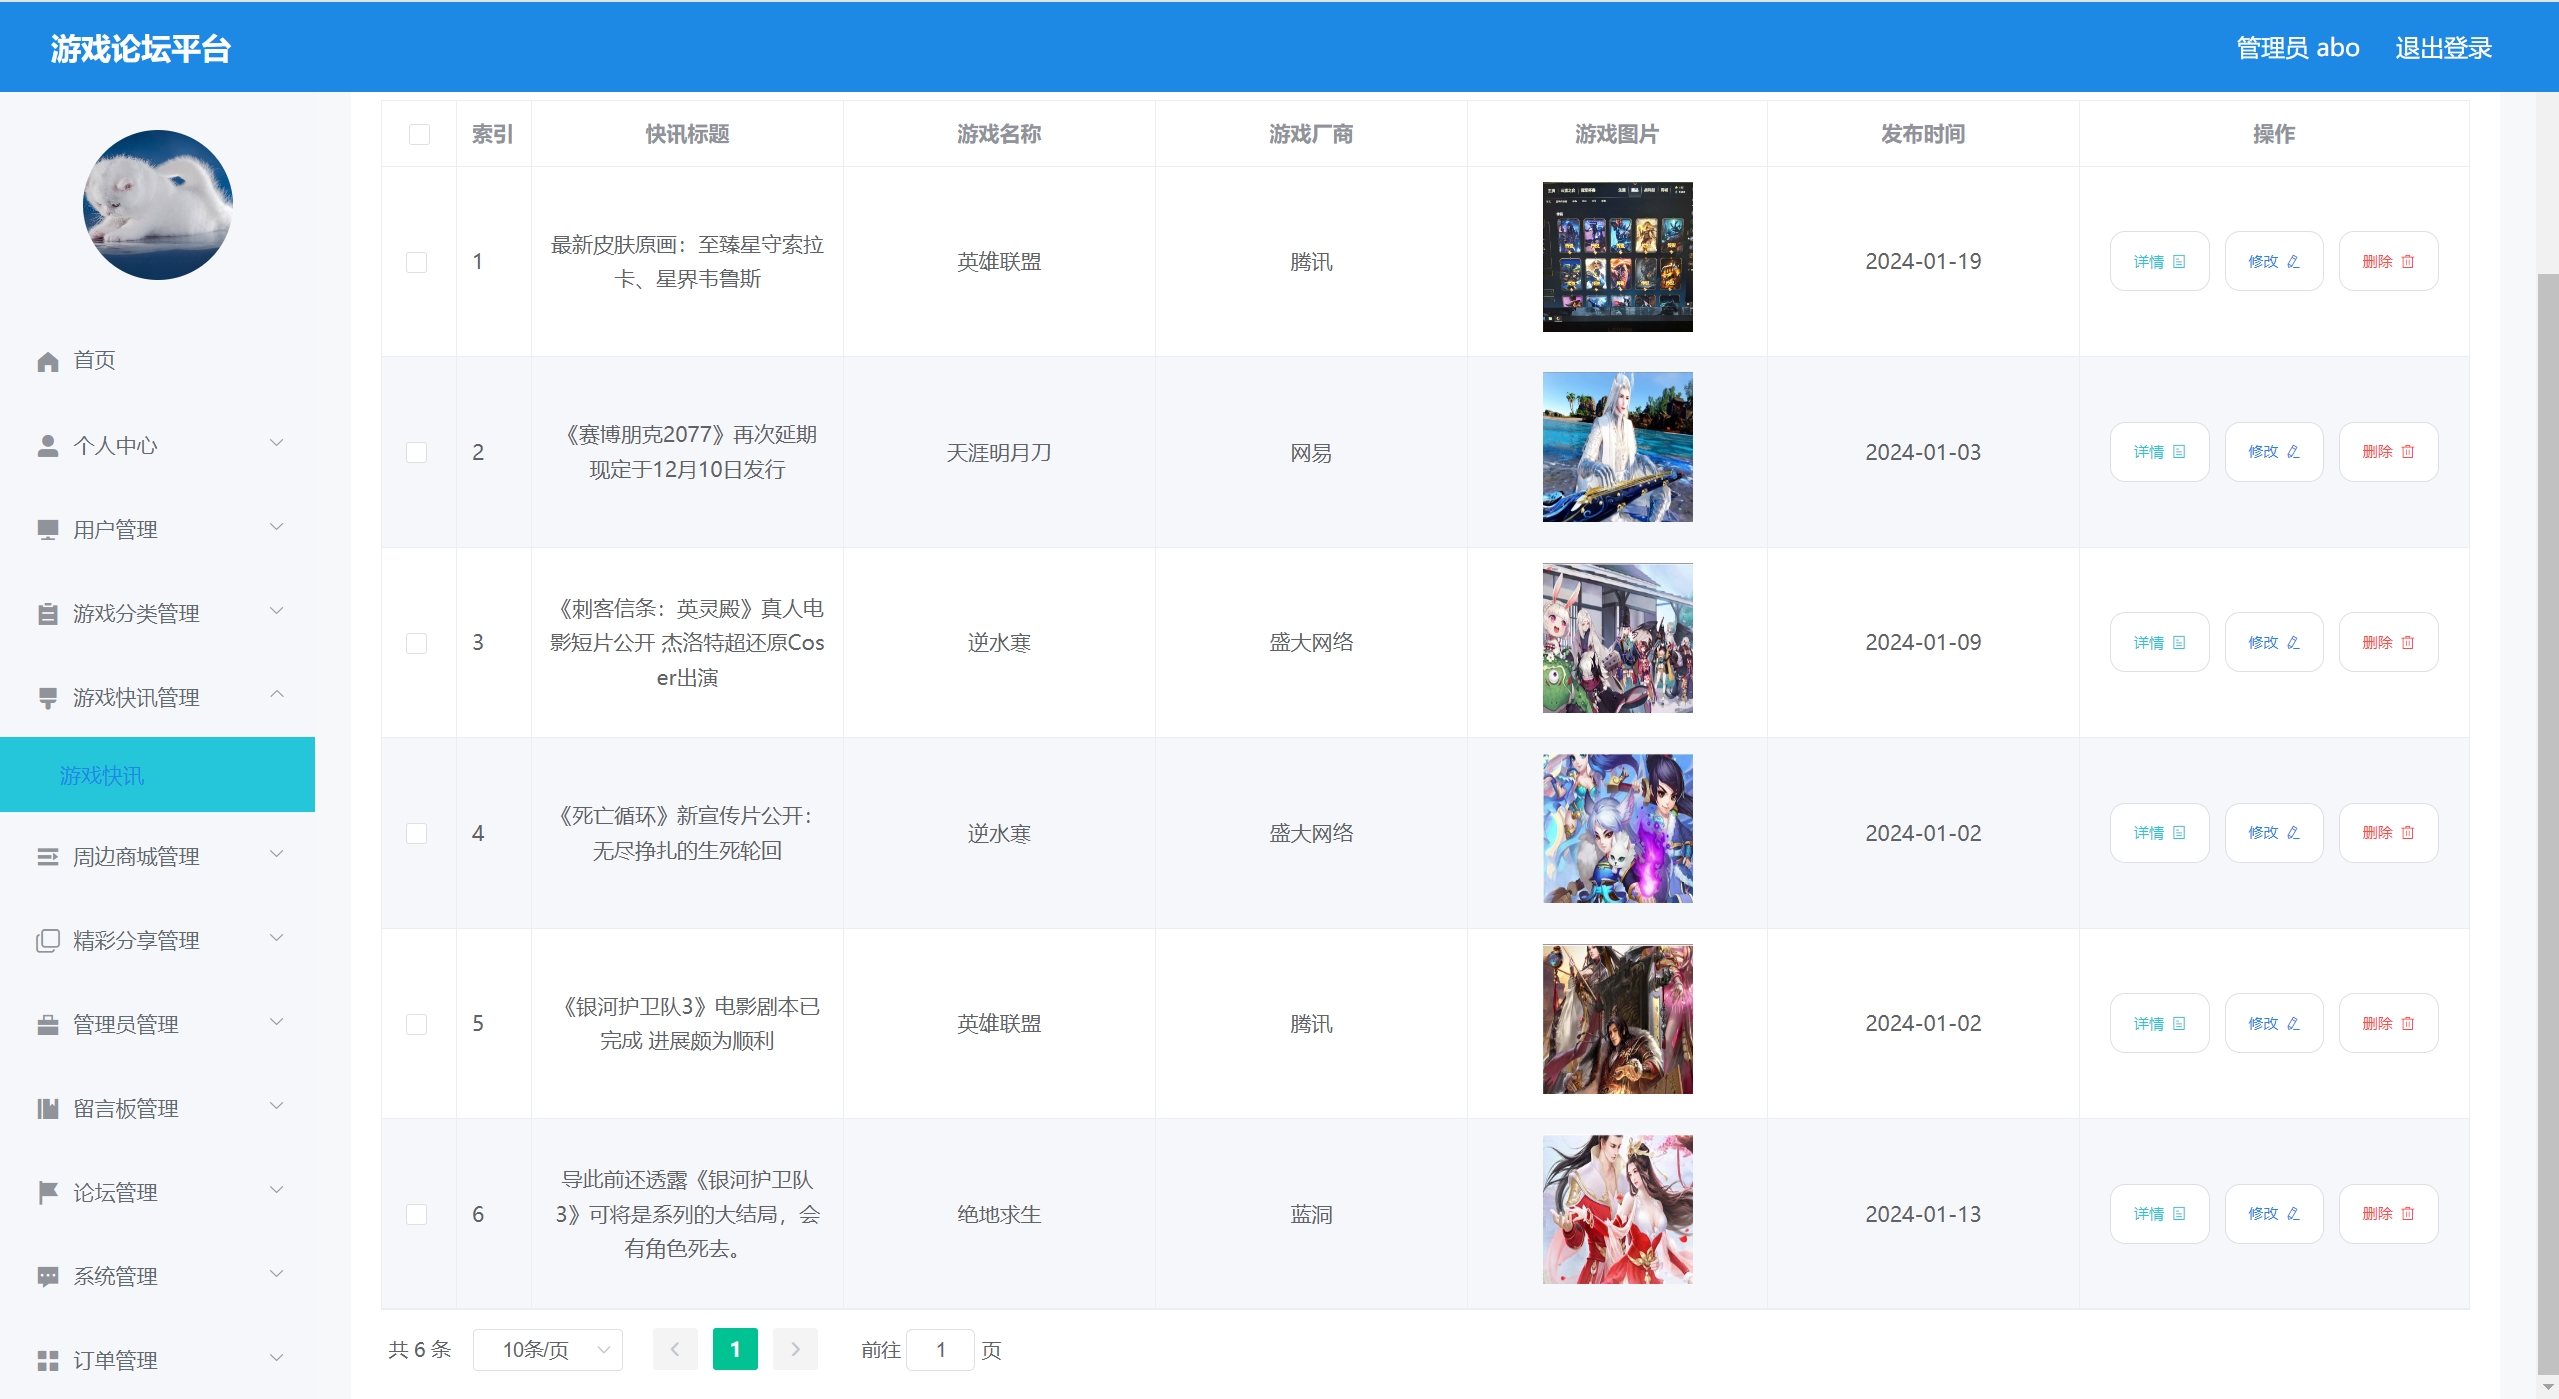 游戏论坛平台
管理员 abo
退出登录
首页
个人中心
用户管理
游戏分类管理
游戏快讯管理
游戏快讯
周边商城管理
精彩分享管理
管理员管理
留言板管理
论坛管理
系统管理
订单管理
索引 快讯标题 游戏名称 游戏厂商 游戏图片 发布时间 操作
1
最新皮肤原画：至臻星守索拉
卡、星界韦鲁斯
英雄联盟
腾讯
2024-01-19
详情 修改 删除
2
《赛博朋克2077》再次延期
现定于12月10日发行
天涯明月刀
网易
2024-01-03
详情 修改 删除
3
《刺客信条：英灵殿》真人电
影短片公开 杰洛特超还原Cos
er出演
逆水寒
盛大网络
2024-01-09
详情 修改 删除
4
《死亡循环》新宣传片公开：
无尽挣扎的生死轮回
逆水寒
盛大网络
2024-01-02
详情 修改 删除
5
《银河护卫队3》电影剧本已
完成 进展颇为顺利
英雄联盟
腾讯
2024-01-02
详情 修改 删除
6
导此前还透露《银河护卫队
3》可将是系列的大结局，会
有角色死去。
绝地求生
蓝洞
2024-01-13
详情 修改 删除
共 6 条 10条/页 1 前往 1 页